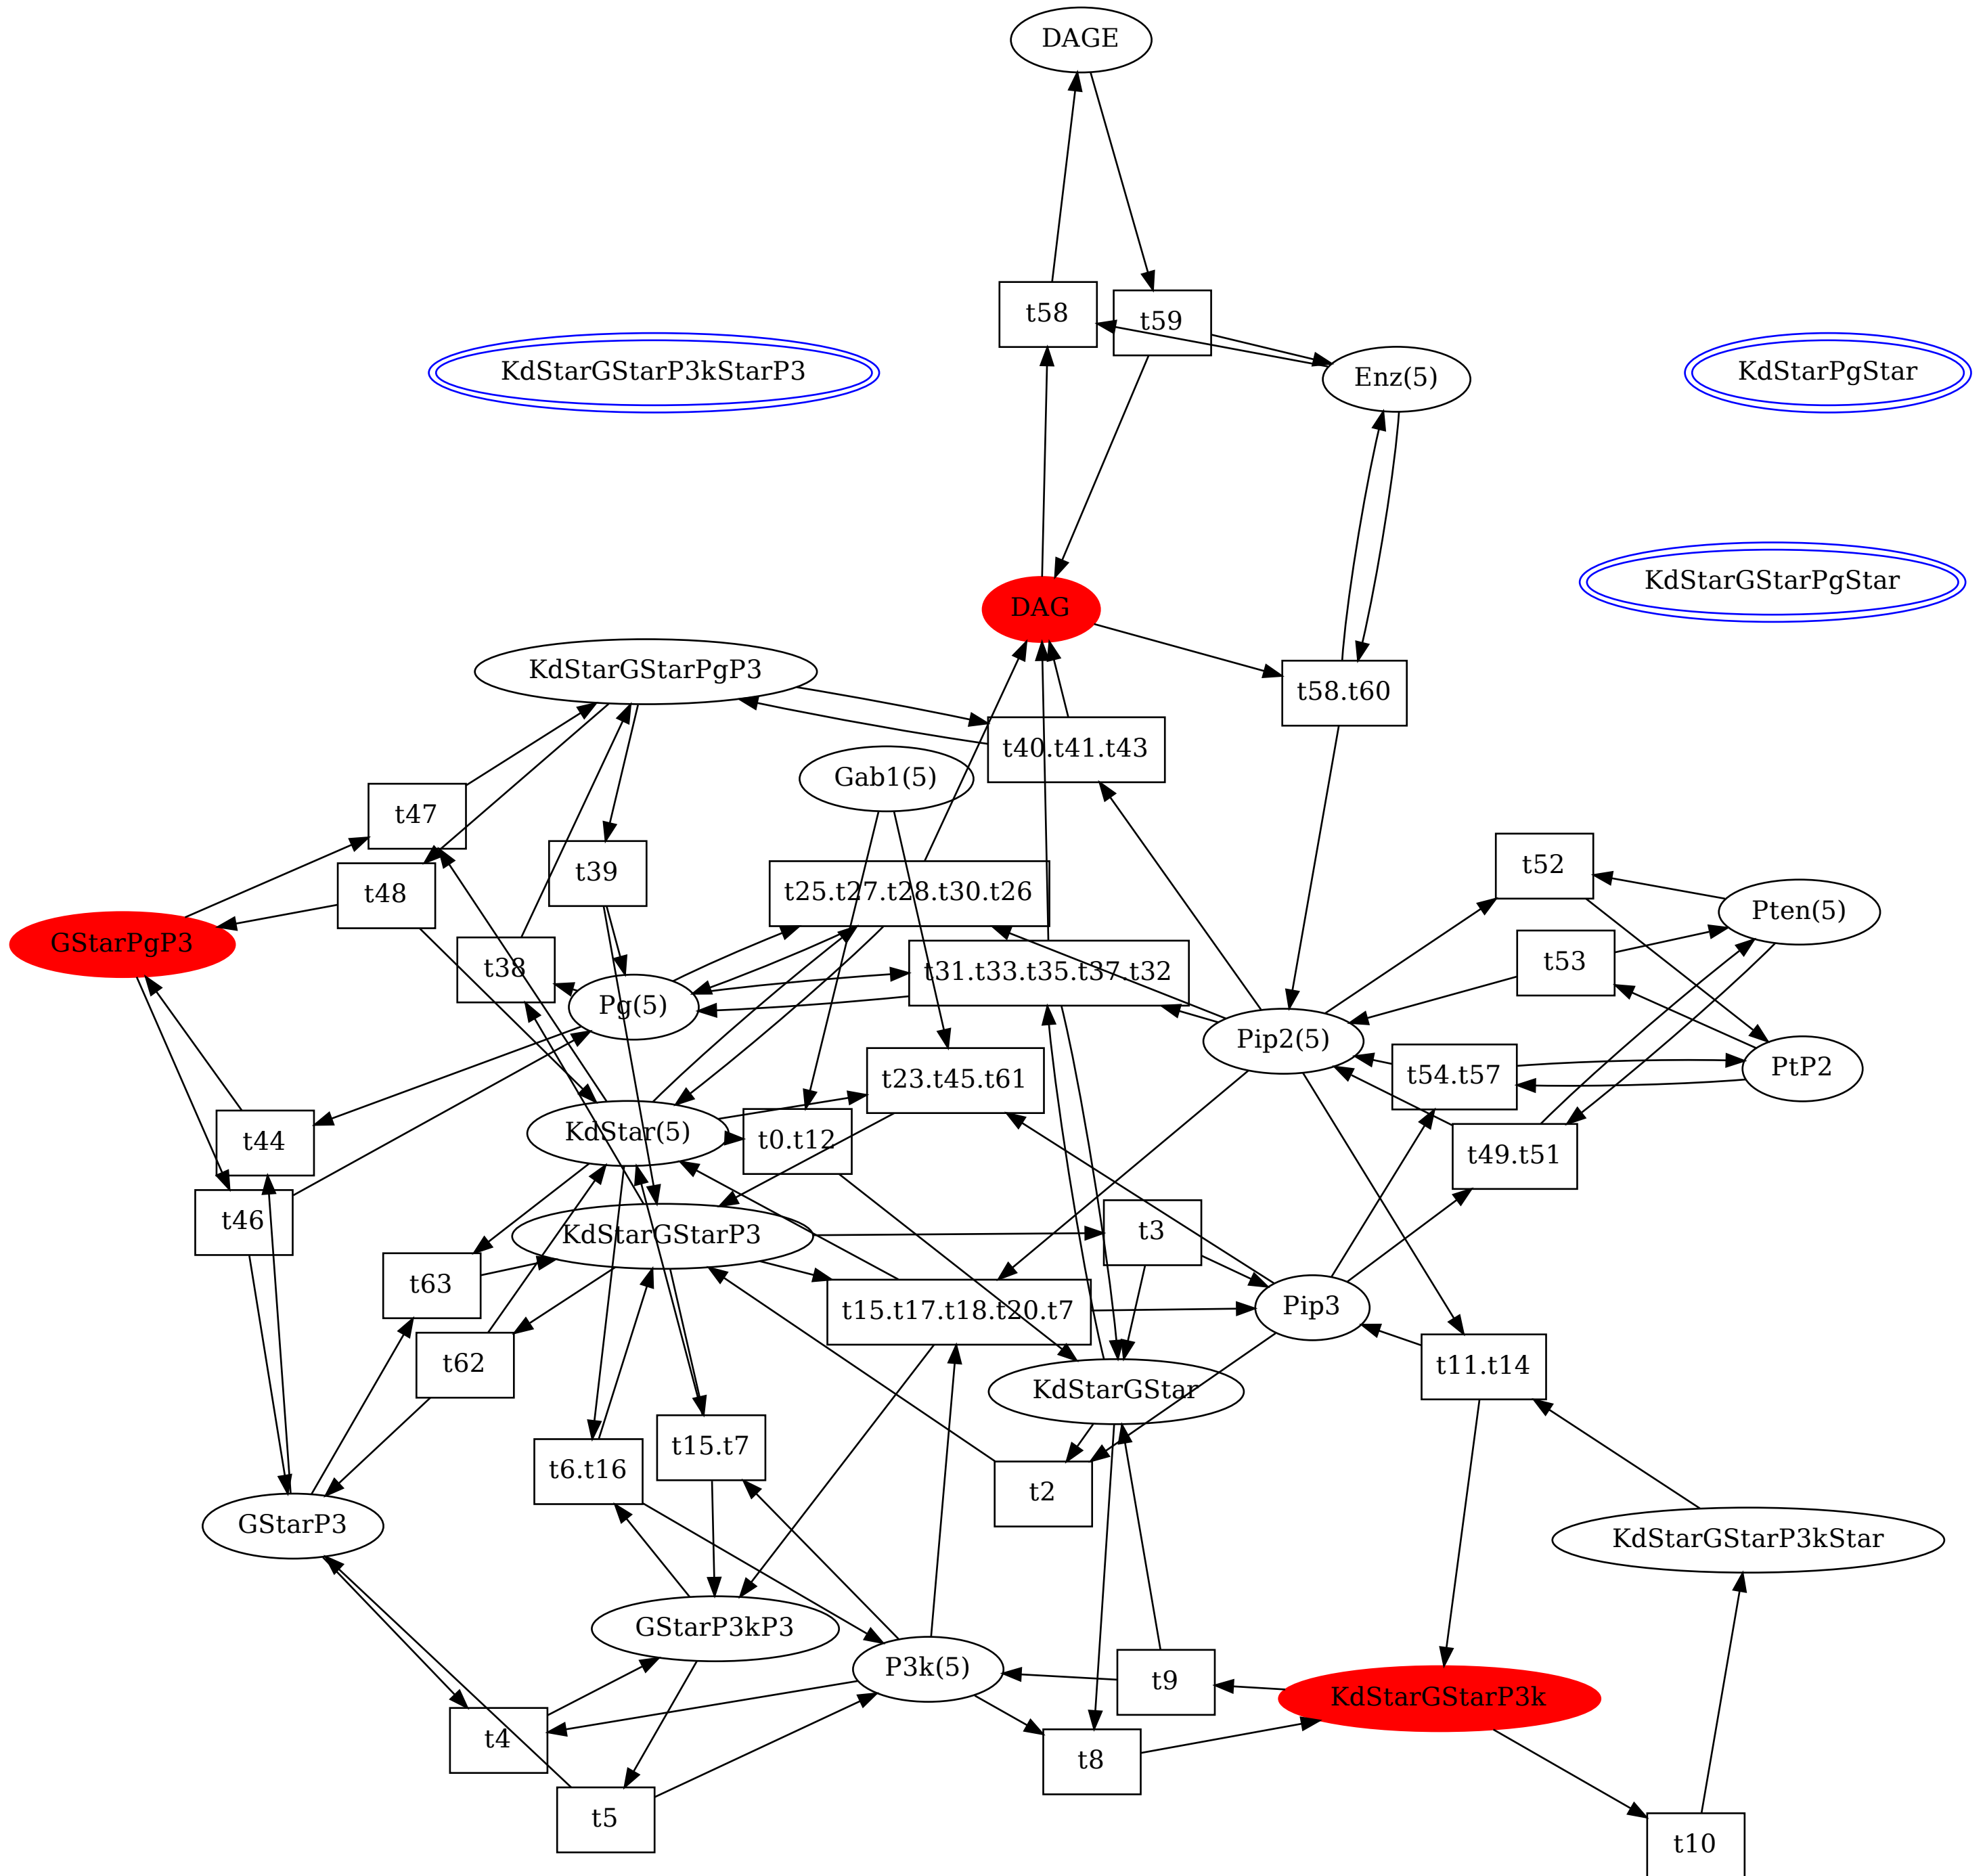 DAGE
t58
t59
KdStarGStarP3kStarP3
KdStarPgStar
Enz(5)
KdStarGStarPgStar
DAG
KdStarGStarPgP3
t58.t60
t40.t41.t43
Gab1(5)
t47
t39
t52
t48
t25.t27.t28.t30.t26
Pten(5)
GStarPgP3
t38
t31.t33.t35.t37.t32
t53
Pg(5)
Pip2(5)
t23.t45.t61
t54.t57
PtP2
t44
KdStar(5)
t0.t12
t49.t51
t46
KdStarGStarP3
t3
t63
t15.t17.t18.t20.t7
Pip3
t62
t11.t14
KdStarGStar
t15.t7
t6.t16
t2
GStarP3
KdStarGStarP3kStar
GStarP3kP3
P3k(5)
t9
KdStarGStarP3k
t4
t8
t5
t10